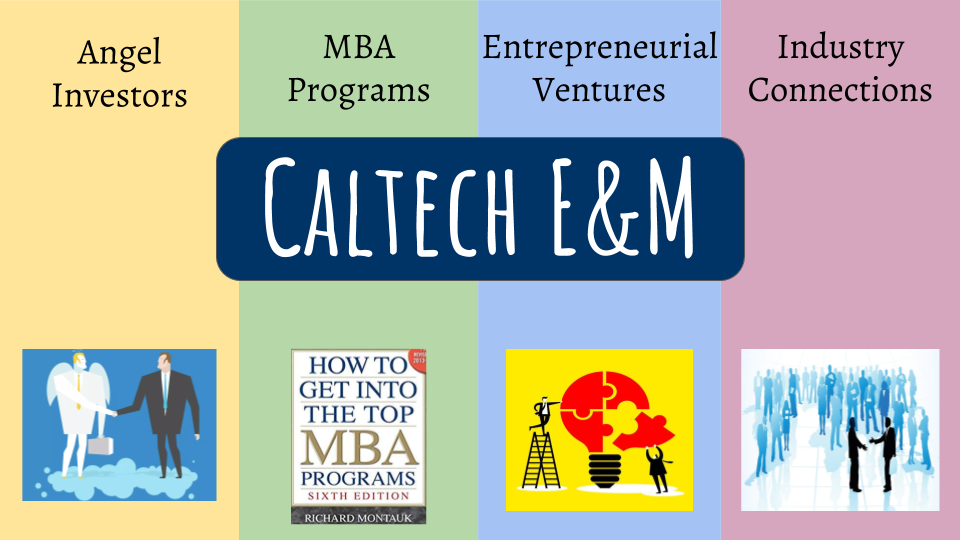 Angel
Investors
MBA
Programs
Entrepreneurial
Ventures
Industry
Connections
CALTECH E&M
HOW TO
GET INTO
THE TOP
MBA
PROGRAMS
SIXTH EDITION
RICHARD MONTAUK